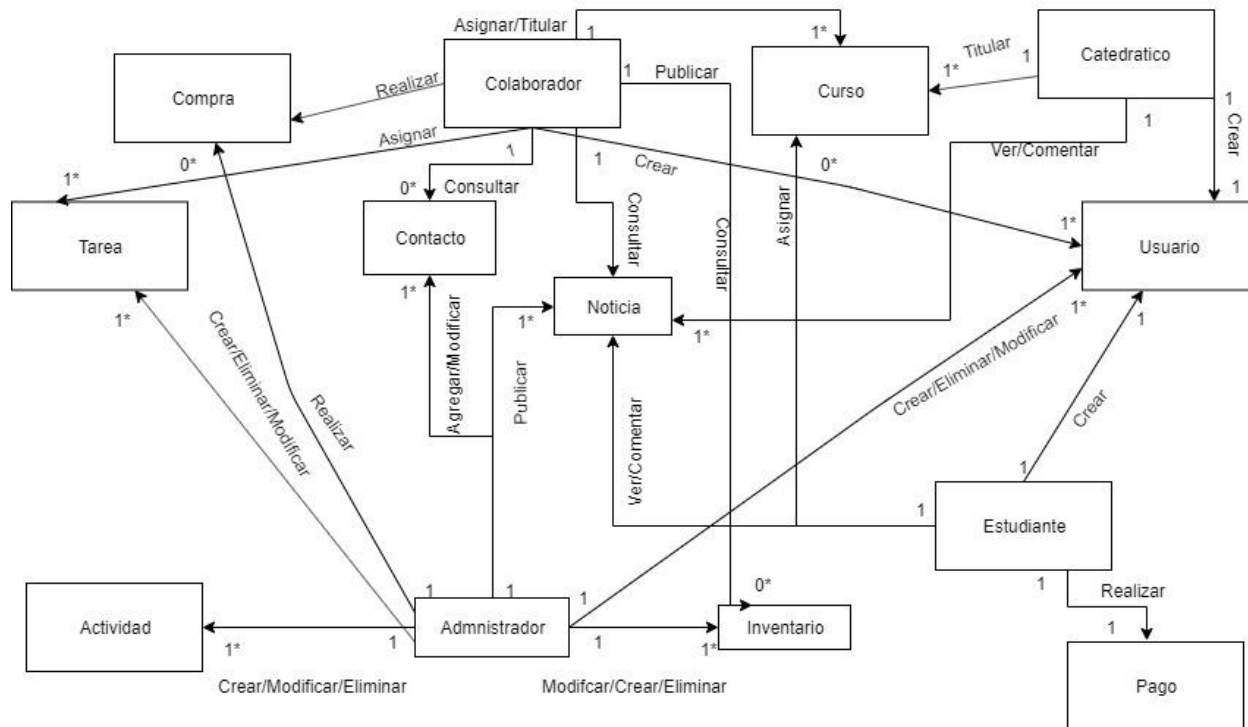 Asignar/Titular
1
1*
Colaborador
1
Publicar
Curso
Titular
1*
1
Catedratico
1
Crear
1
Compra
Realizar
Asignar
0*
1*
Tarea
1
Consultar
0*
Contacto
1*
1
Consultar
Crear
0*
Consultar
Asignar
Ver/Comentar
1
1
1*
Usuario
1*
1
Noticia
1*
1*
1*
Crear/Eliminar/Modificar
Realizar
Agregar/Modificar
Publicar
Ver/Comentar
Crear/Eliminar/Modificar
Crear
1
1
Estudiante
1
Realizar
1
Pago
Actividad
1*
1
1
1
Admnistrador
1
1
1*
0*
Inventario
Crear/Modificar/Eliminar
Modifcar/Crear/Eliminar